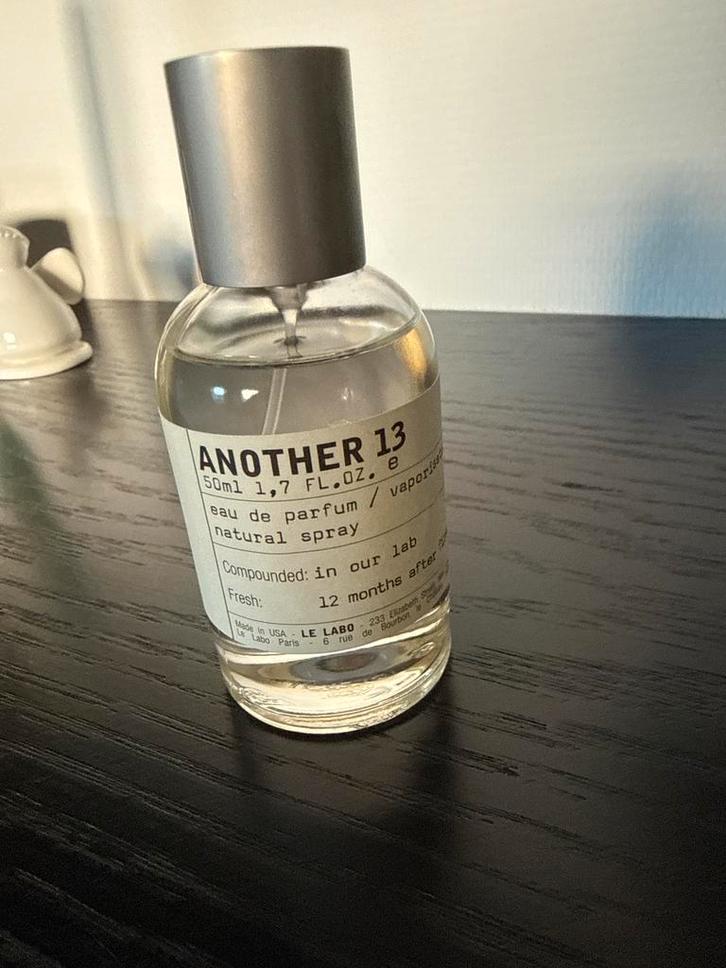 ANOTHER 13
50ml 1,7 FL.OZ. e
eau de parfum /
natural spray
Compounded: in our lab
Fresh: 12 months after
Made in USA - LE LABO - 233 Elizabeth
Le Labo Paris - 6 rue de Bourbon le